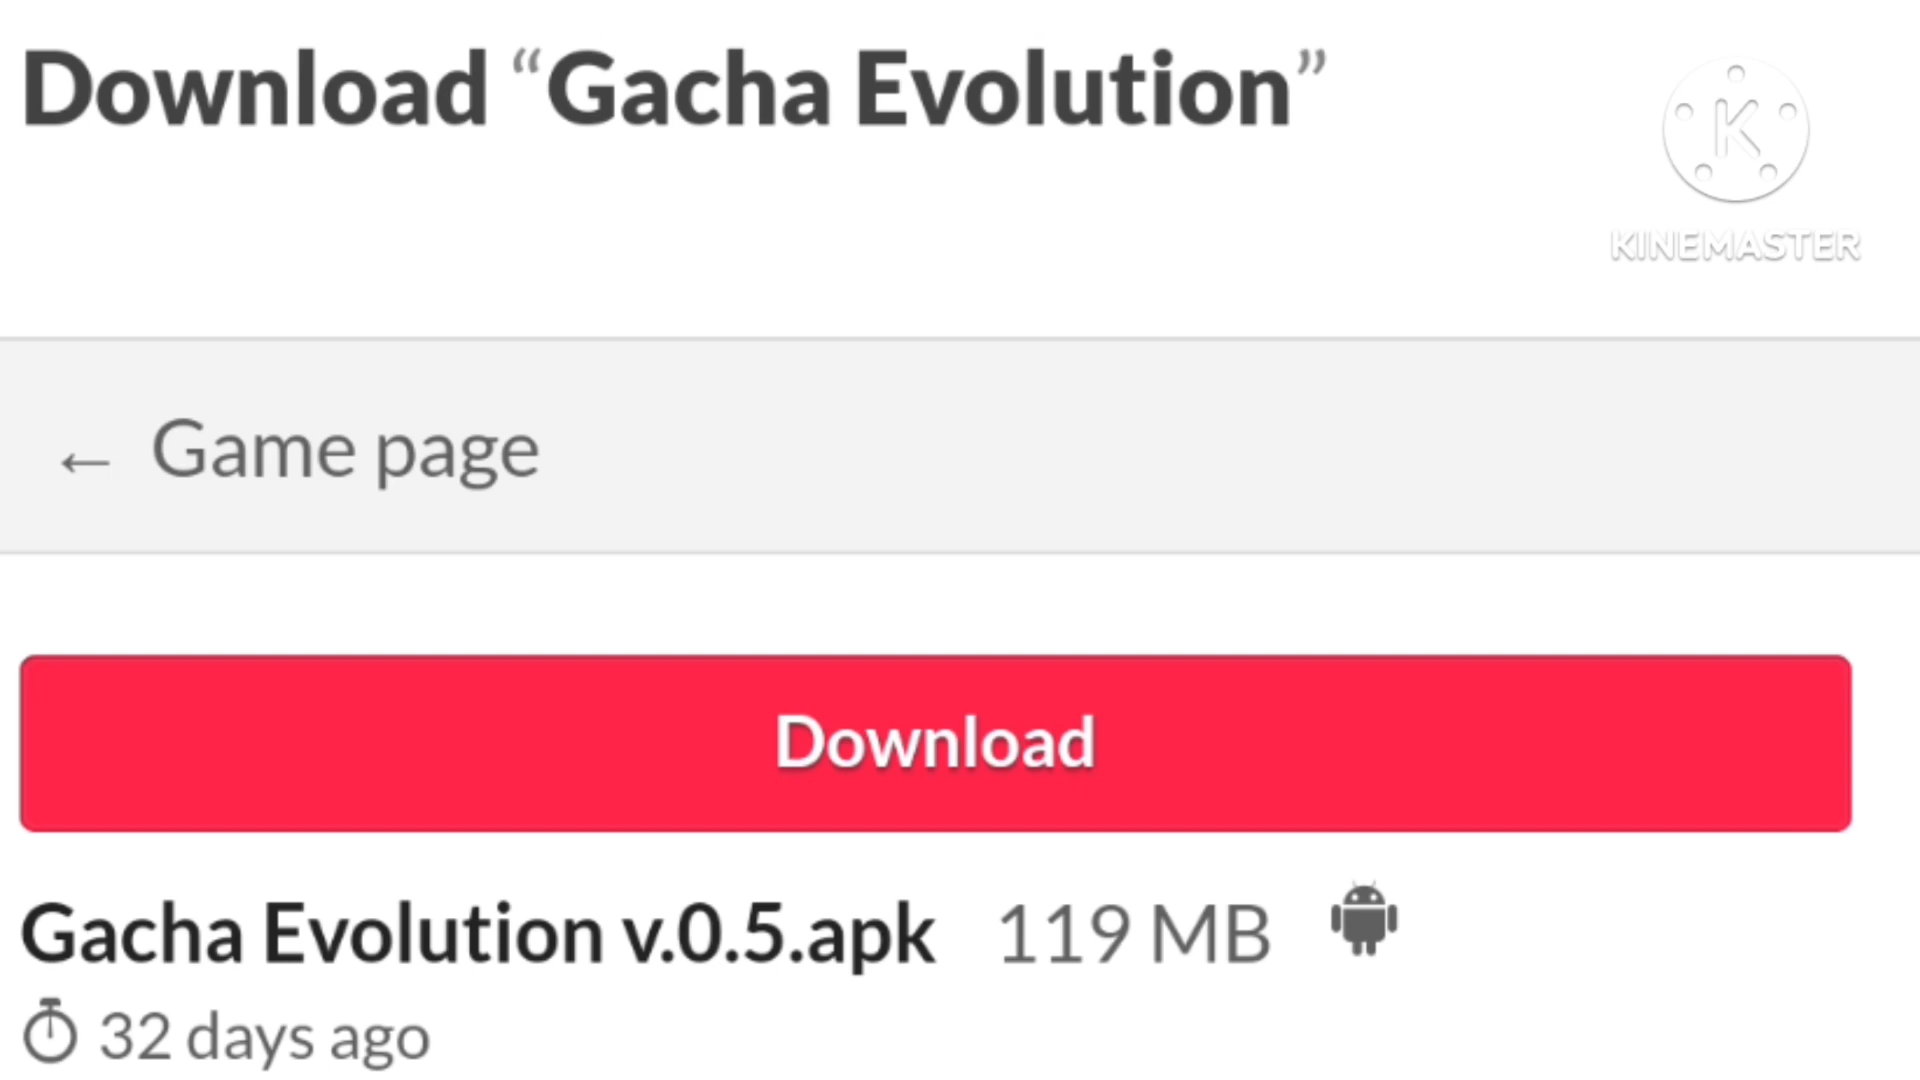 Download “Gacha Evolution”
K
KINEMASTER
← Game page
Download
Gacha Evolution v.0.5.apk 119 MB
32 days ago